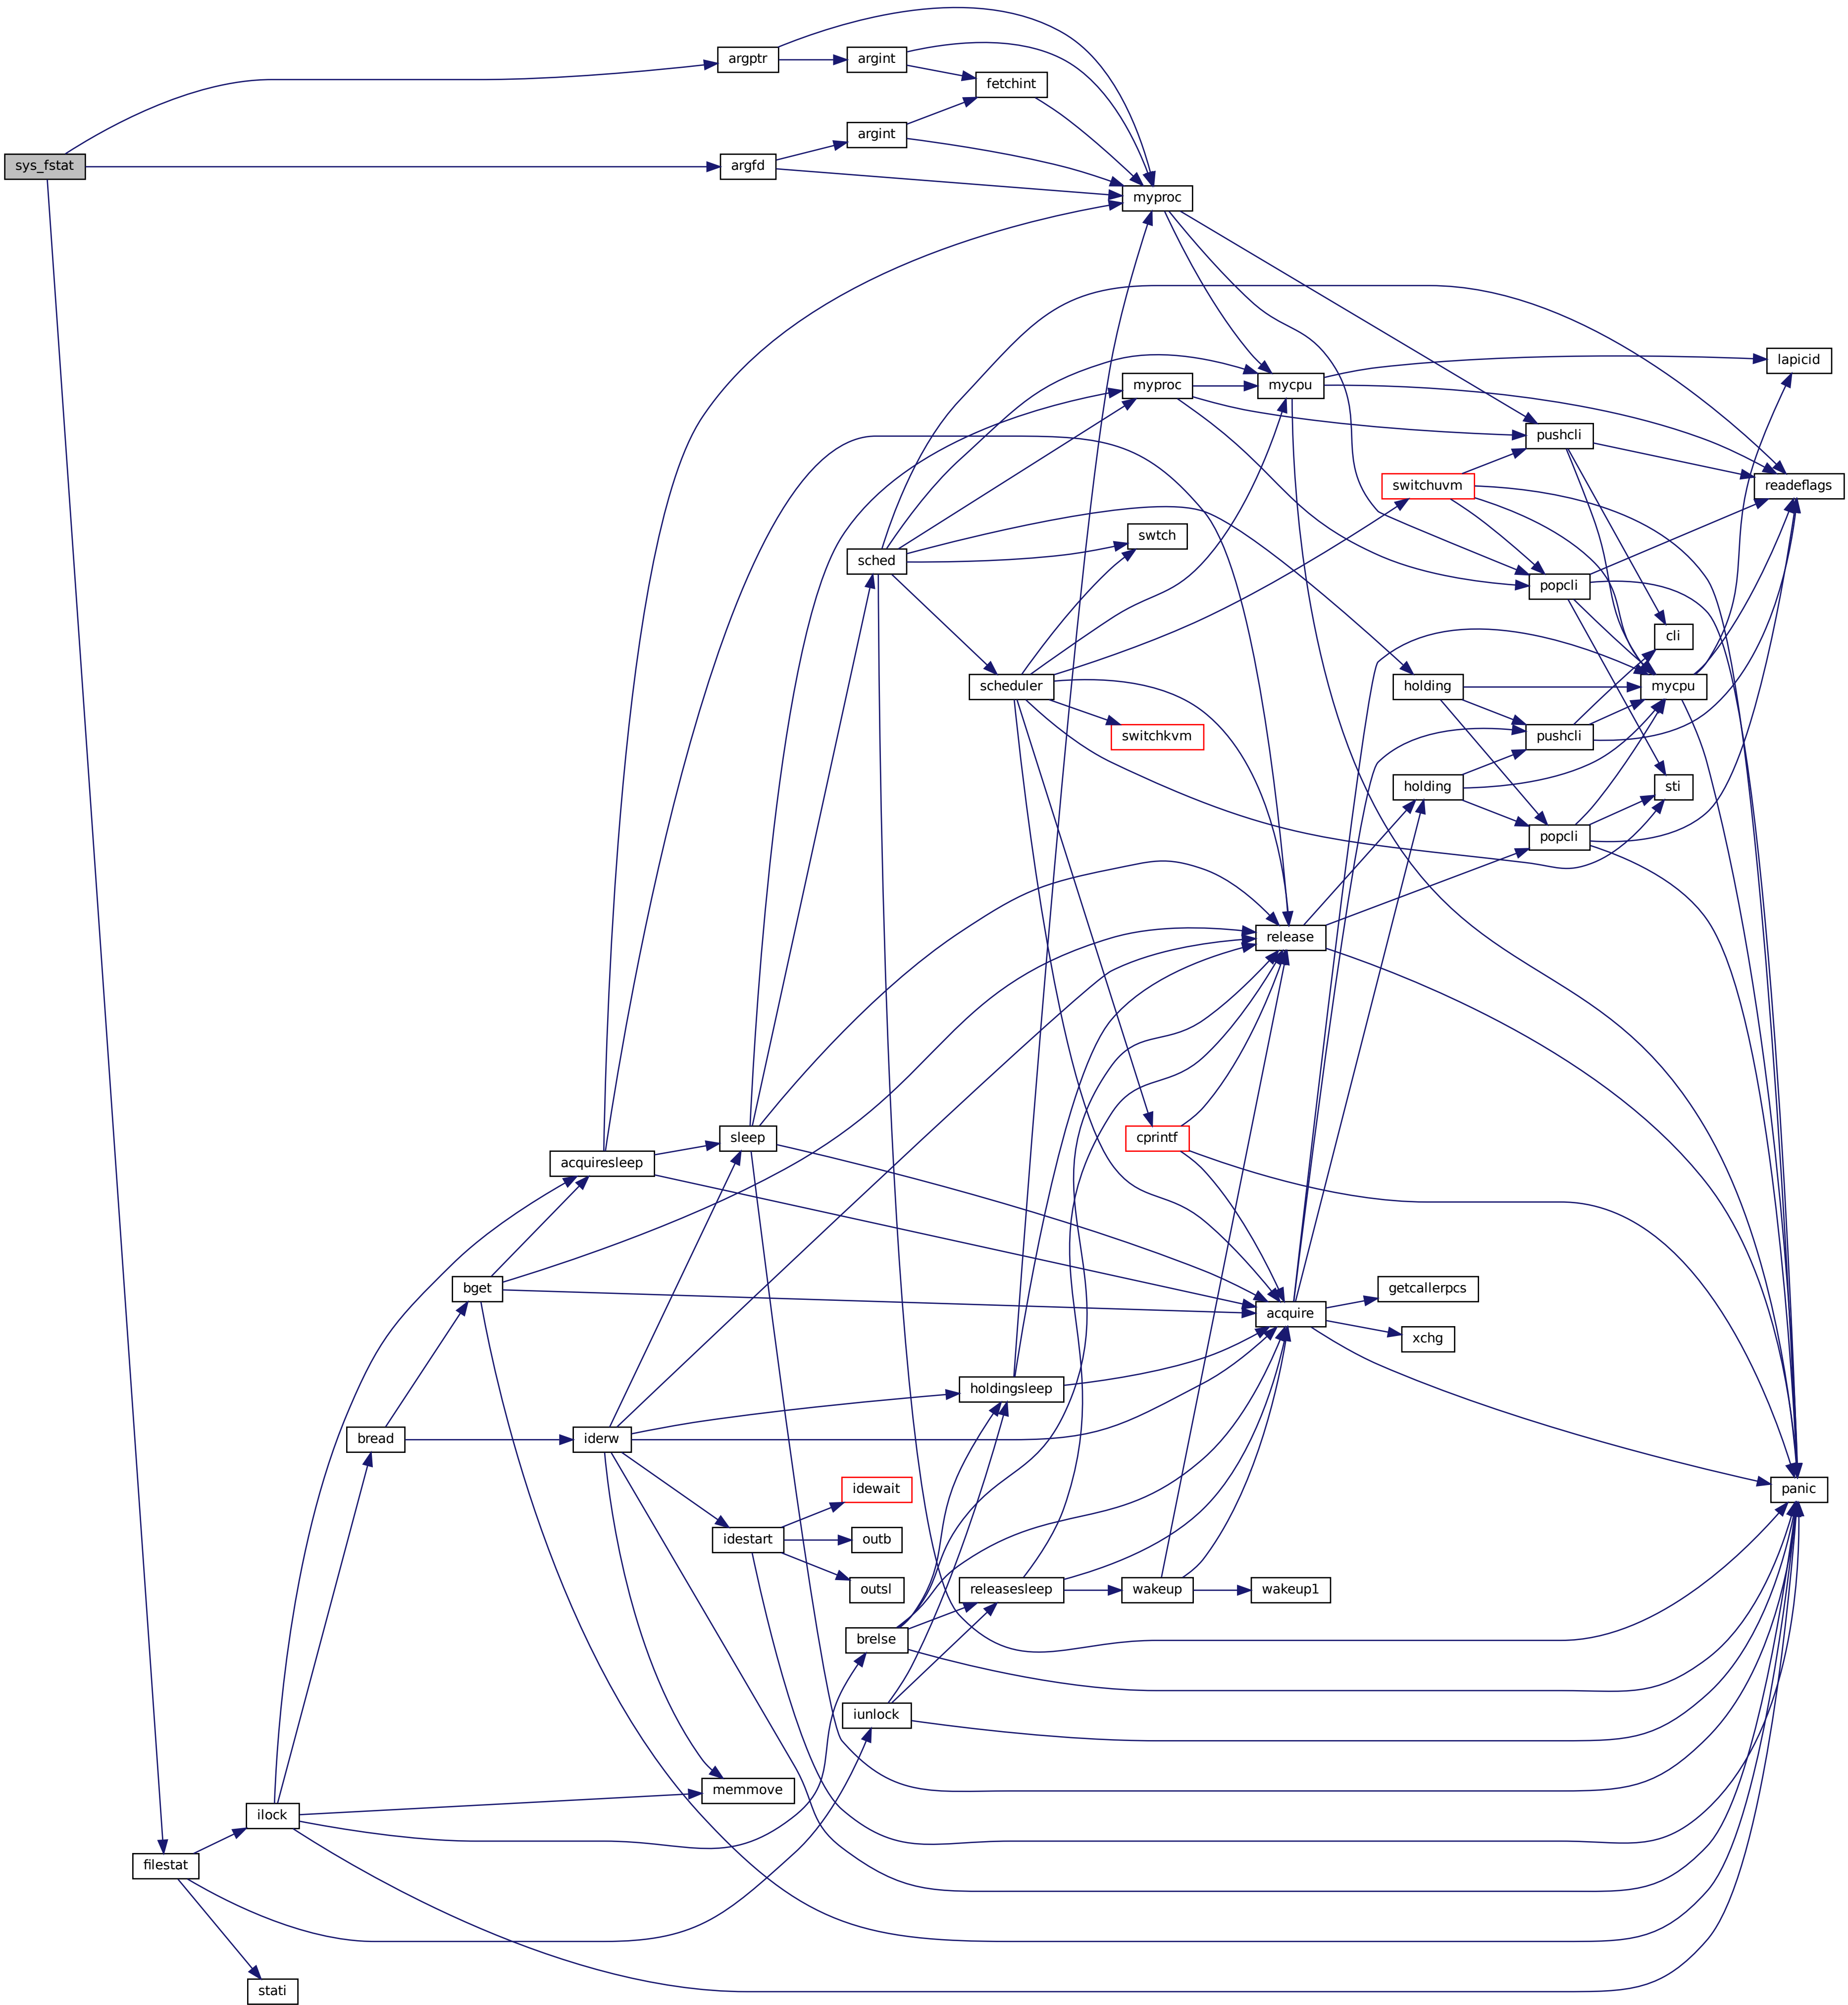 argptr
argint
fetchint
argint
sys_fstat
argfd
myproc
lapicid
myproc
mycpu
pushcli
switchuvm
readeflags
swtch
sched
popcli
cli
scheduler
holding
mycpu
switchkvm
pushcli
holding
sti
popcli
release
sleep
cprintf
acquiresleep
bget
getcallerpcs
acquire
xchg
holdingsleep
bread
iderw
idewait
panic
idestart
outb
outsl
releasesleep
wakeup
wakeup1
brelse
iunlock
memmove
ilock
filestat
stati